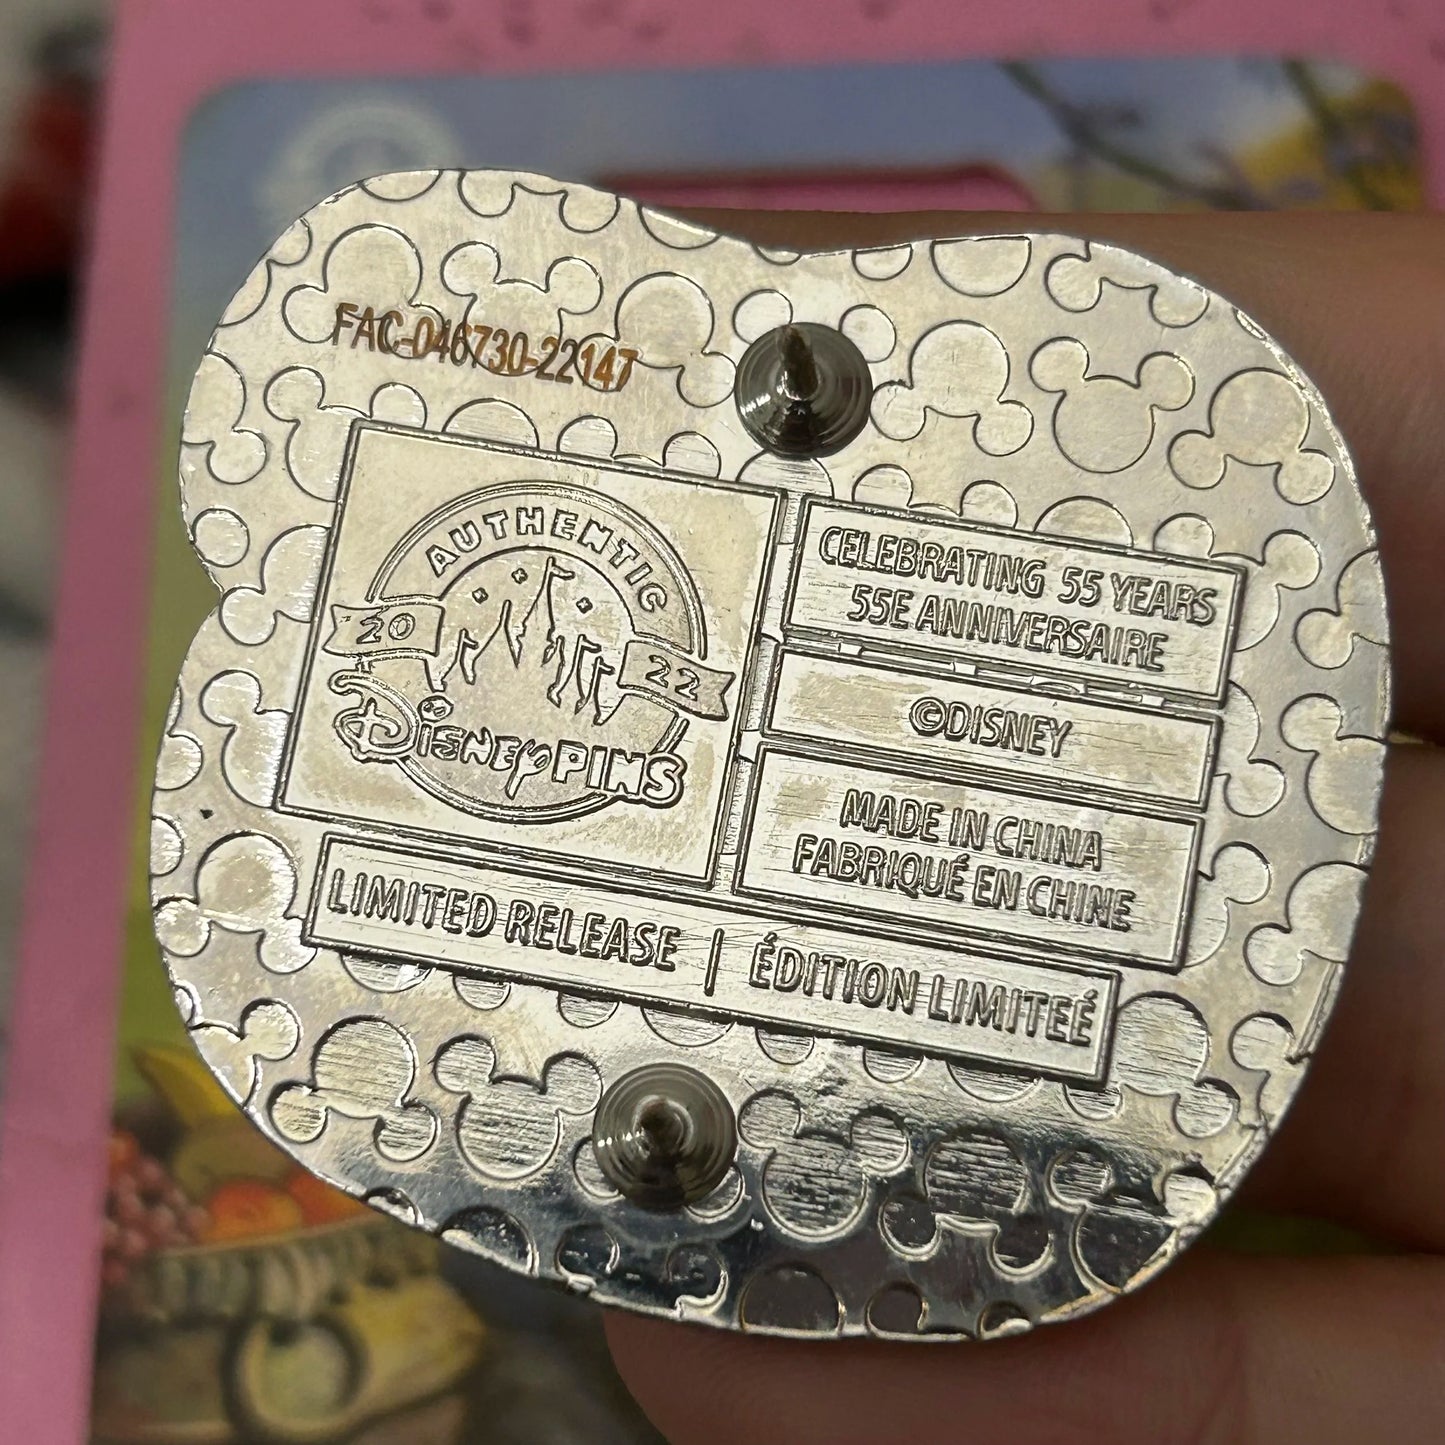 FAC-046730-22147
AUTHENTIC
20 22
Disney PINS
CELEBRATING 55 YEARS
55E ANNIVERSAIRE
©DISNEY
MADE IN CHINA
FABRIQUÉ EN CHINE
LIMITED RELEASE | ÉDITION LIMITEÉ